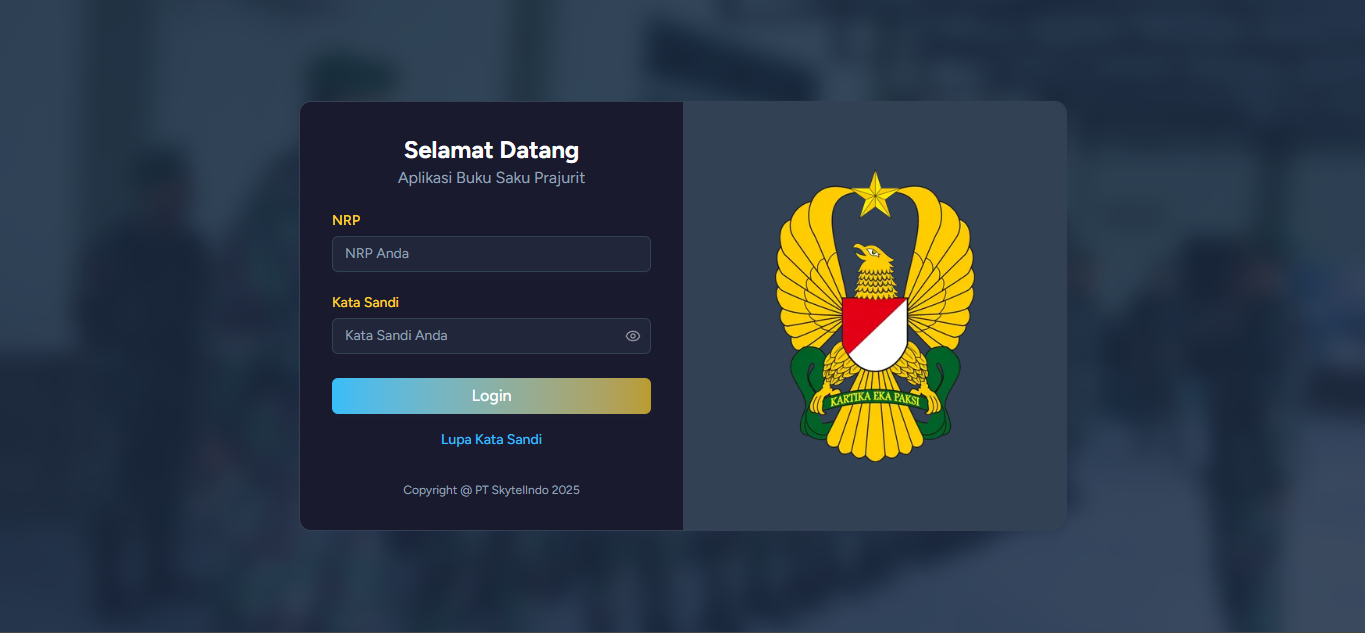 Selamat Datang
Aplikasi Buku Saku Prajurit
NRP
NRP Anda
Kata Sandi
Kata Sandi Anda
Login
Lupa Kata Sandi
Copyright @ PT SkytelIndo 2025
KARTIKA EKA PAKSI